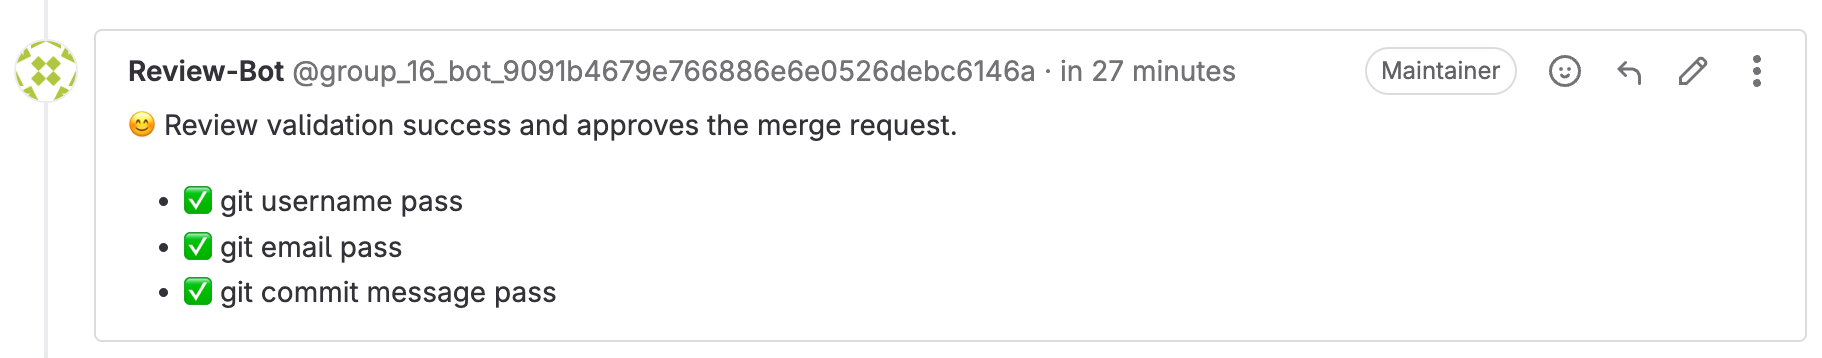 Review-Bot @group_16_bot_9091b4679e766886e6e0526debc6146a · in 27 minutes Maintainer
😊 Review validation success and approves the merge request.
• ✅ git username pass
• ✅ git email pass
• ✅ git commit message pass